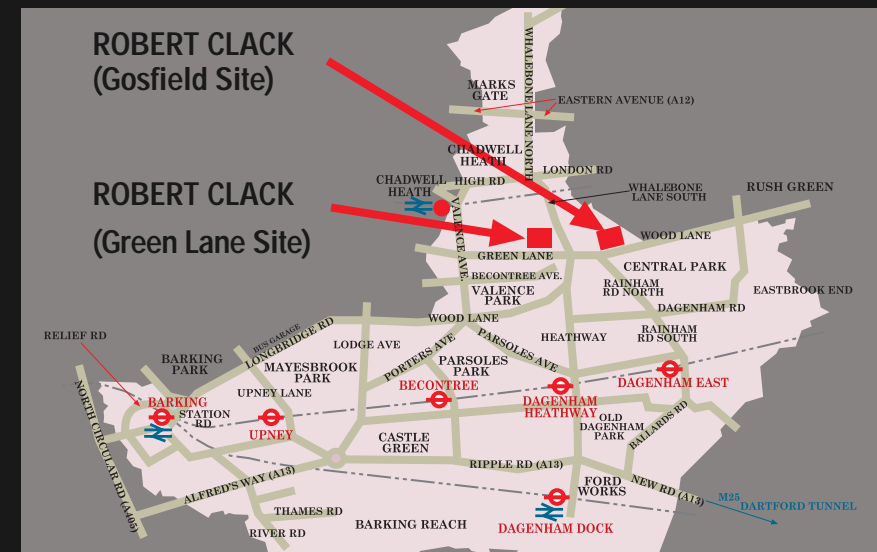 ROBERT CLACK
(Gosfield Site)
WHALEBONE LANE NORTH
MARKS
GATE
EASTERN AVENUE (A12)
CHADWELL
HEATH
LONDON RD
CHADWELL
HEATH
HIGH RD
ROBERT CLACK
(Green Lane Site)
WHALEBONE
LANE SOUTH
RUSH GREEN
VALENCE AVE.
WOOD LANE
GREEN LANE
CENTRAL PARK
BECONTREE AVE.
VALENCE
PARK
RAINHAM
RD NORTH
EASTBROOK END
DAGENHAM RD
WOOD LANE
RELIEF RD
BUS GARAGE
LONGBRIDGE RD
LODGE AVE
PORTERS AVE
PARSOLES AVE
HEATHWAY
RAINHAM
RD SOUTH
BARKING
PARK
MAYESBROOK
PARK
PARSOLES
PARK
UPNEY LANE
BECONTREE
DAGENHAM EAST
NORTH CIRCULAR RD (A405)
BARKING
STATION
RD
UPNEY
DAGENHAM
HEATHWAY
OLD
DAGENHAM
PARK
BALLARDS RD
CASTLE
GREEN
ALFRED'S WAY (A13)
RIPPLE RD (A13)
FORD
WORKS
NEW RD (A13)
M25
DARTFORD TUNNEL
THAMES RD
BARKING REACH
DAGENHAM DOCK
RIVER RD